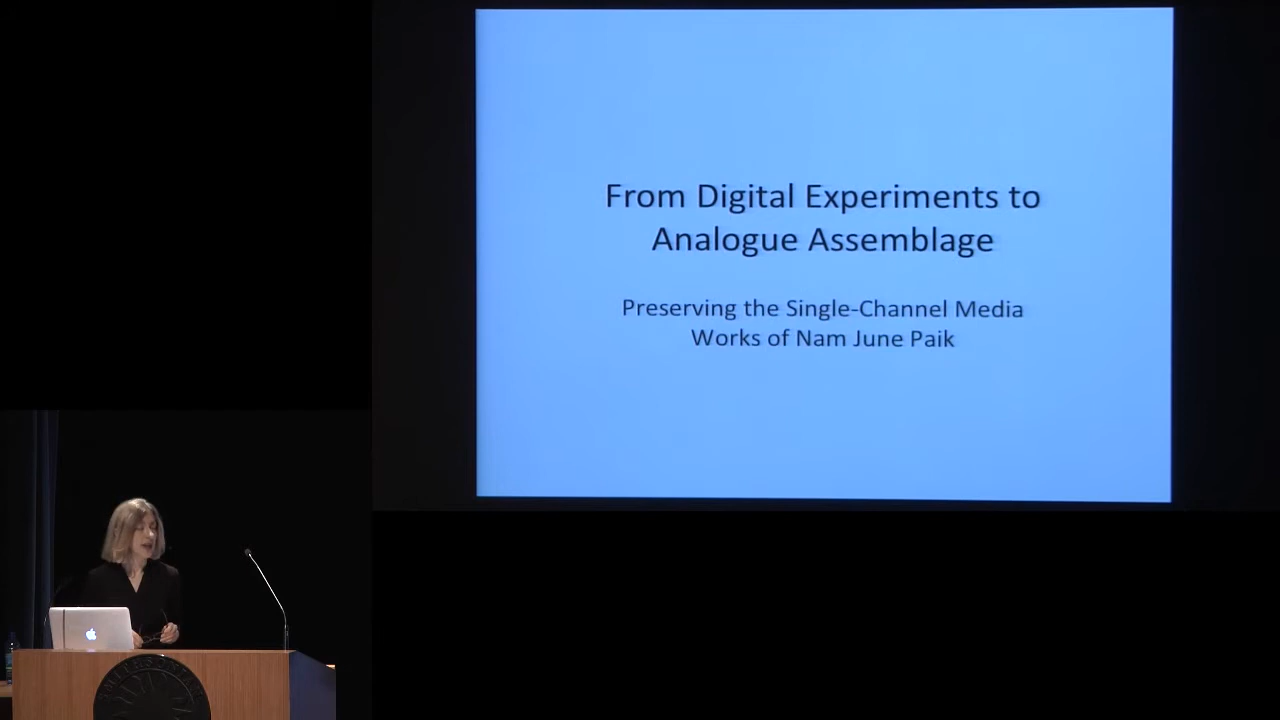 From Digital Experiments to
Analogue Assemblage
Preserving the Single-Channel Media
Works of Nam June Paik